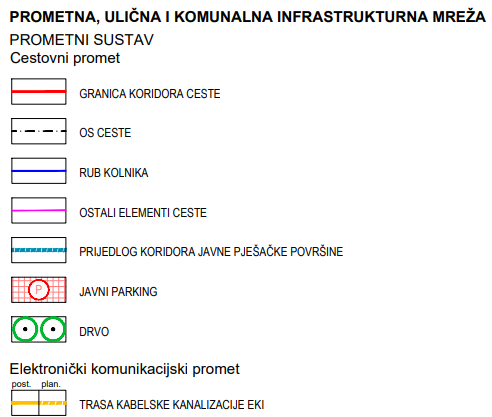 PROMETNA, ULIČNA I KOMUNALNA INFRASTRUKTURNA MREŽA
PROMETNI SUSTAV
Cestovni promet
GRANICA KORIDORA CESTE
OS CESTE
RUB KOLNIKA
OSTALI ELEMENTI CESTE
PRIJEDLOG KORIDORA JAVNE PJEŠAČKE POVRŠINE
P JAVNI PARKING
DRVO
Elektronički komunikacijski promet
post. plan.
TRASA KABELSKE KANALIZACIJE EKI